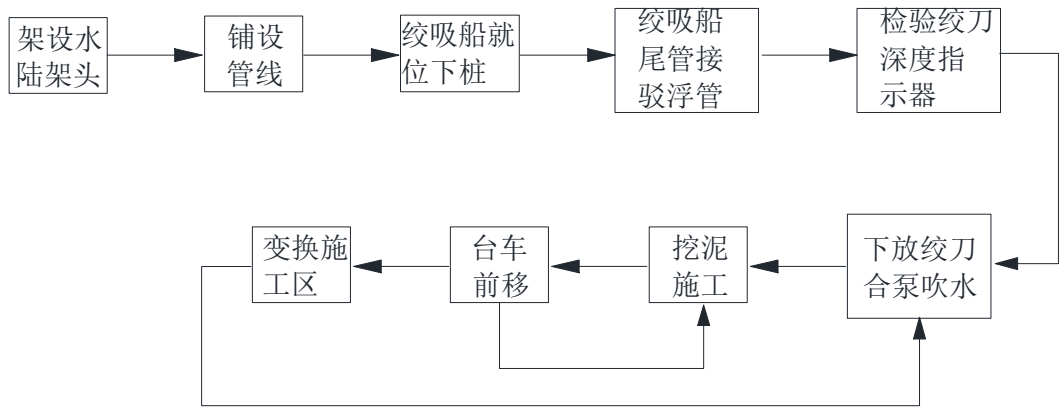 架设水
陆架头
铺设
管线
绞吸船就
位下桩
绞吸船
尾管接
驳浮管
检验绞刀
深度指
示器
变换施
工区
台车
前移
挖泥
施工
下放绞刀
合泵吹水